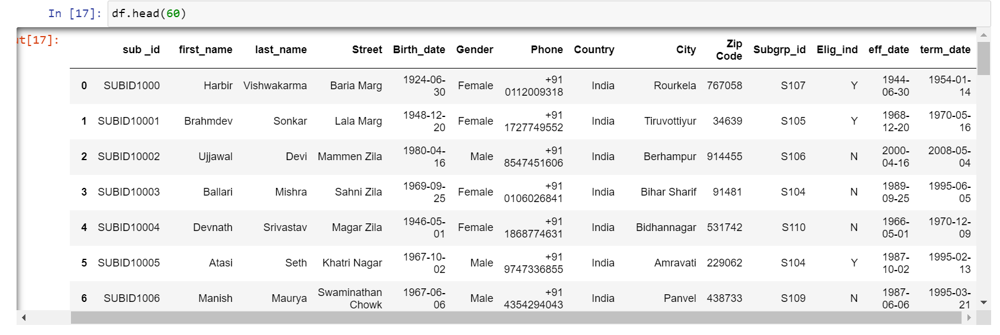 In [17]: df.head(60)
ut[17]:
sub _id first_name last_name Street Birth_date Gender Phone Country City Zip Code Subgrp_id Elig_ind eff_date term_date
0 SUBID1000 Harbir Vishwakarma Baria Marg 1924-06-30 Female +91 0112009318 India Rourkela 767058 S107 Y 1944-06-30 1954-01-14
1 SUBID10001 Brahmdev Sonkar Lala Marg 1948-12-20 Female +91 1727749552 India Tiruvottiyur 34639 S105 Y 1968-12-20 1970-05-16
2 SUBID10002 Ujjawal Devi Mammen Zila 1980-04-16 Male +91 8547451606 India Berhampur 914455 S106 N 2000-04-16 2008-05-04
3 SUBID10003 Ballari Mishra Sahni Zila 1969-09-25 Female +91 0106026841 India Bihar Sharif 91481 S104 N 1989-09-25 1995-06-05
4 SUBID10004 Devnath Srivastav Magar Zila 1946-05-01 Female +91 1868774631 India Bidhannagar 531742 S110 N 1966-05-01 1970-12-09
5 SUBID10005 Atasi Seth Khatri Nagar 1967-10-02 Male +91 9747336855 India Amravati 229062 S104 Y 1987-10-02 1995-02-13
6 SUBID1006 Manish Maurya Swaminathan Chowk 1967-06-06 Male +91 4354294043 India Panvel 438733 S109 N 1987-06-06 1995-03-21